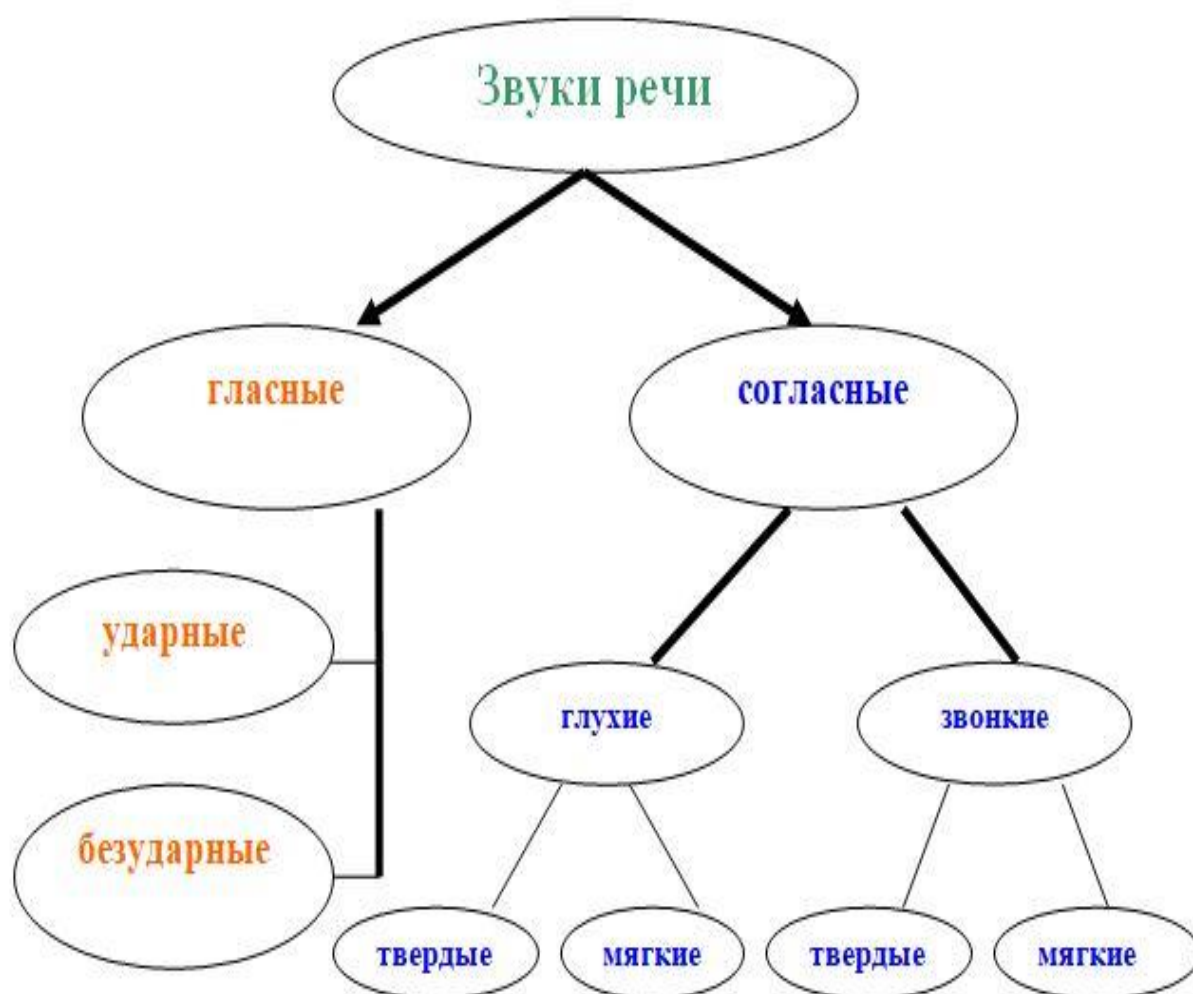 Звуки речи
гласные
согласные
ударные
безударные
глухие
звонкие
твердые
мягкие
твердые
мягкие